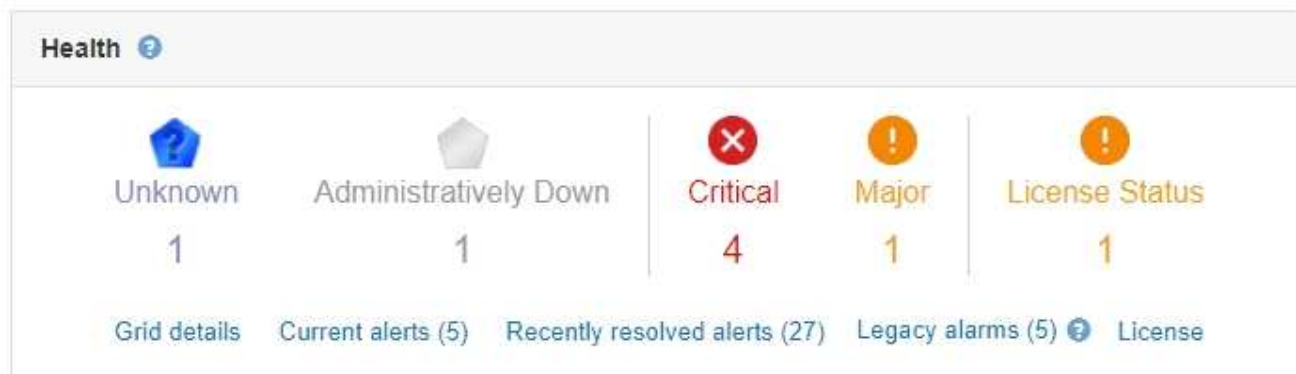 Health
Unknown Administratively Down Critical Major License Status
1 1 4 1 1
Grid details Current alerts (5) Recently resolved alerts (27) Legacy alarms (5) License